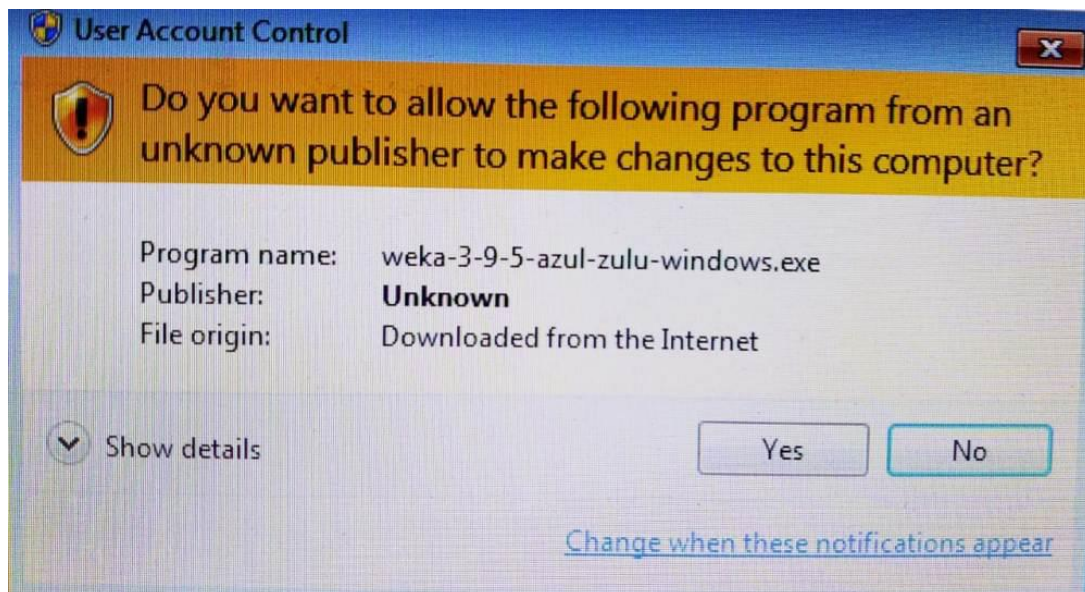 User Account Control
Do you want to allow the following program from an
unknown publisher to make changes to this computer?
Program name: weka-3-9-5-azul-zulu-windows.exe
Publisher: Unknown
File origin: Downloaded from the Internet
Show details
Yes No
Change when these notifications appear